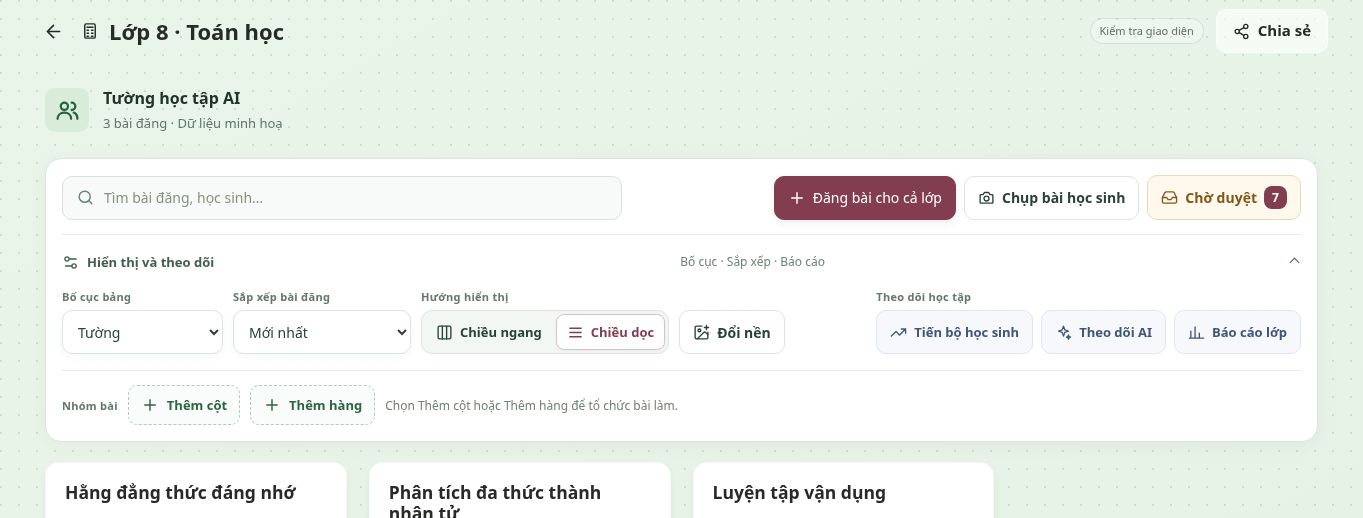 Lớp 8 · Toán học
Kiểm tra giao diện
Chia sẻ
Tường học tập AI
3 bài đăng · Dữ liệu minh hoạ
Tìm bài đăng, học sinh...
Đăng bài cho cả lớp
Chụp bài học sinh
Chờ duyệt 7
Hiển thị và theo dõi
Bố cục · Sắp xếp · Báo cáo
Bố cục bảng
Sắp xếp bài đăng
Hướng hiển thị
Theo dõi học tập
Tường
Mới nhất
Chiều ngang
Chiều dọc
Đổi nền
Tiến bộ học sinh
Theo dõi AI
Báo cáo lớp
Nhóm bài
Thêm cột
Thêm hàng
Chọn Thêm cột hoặc Thêm hàng để tổ chức bài làm.
Hằng đẳng thức đáng nhớ
Phân tích đa thức thành
nhân tử
Luyện tập vận dụng